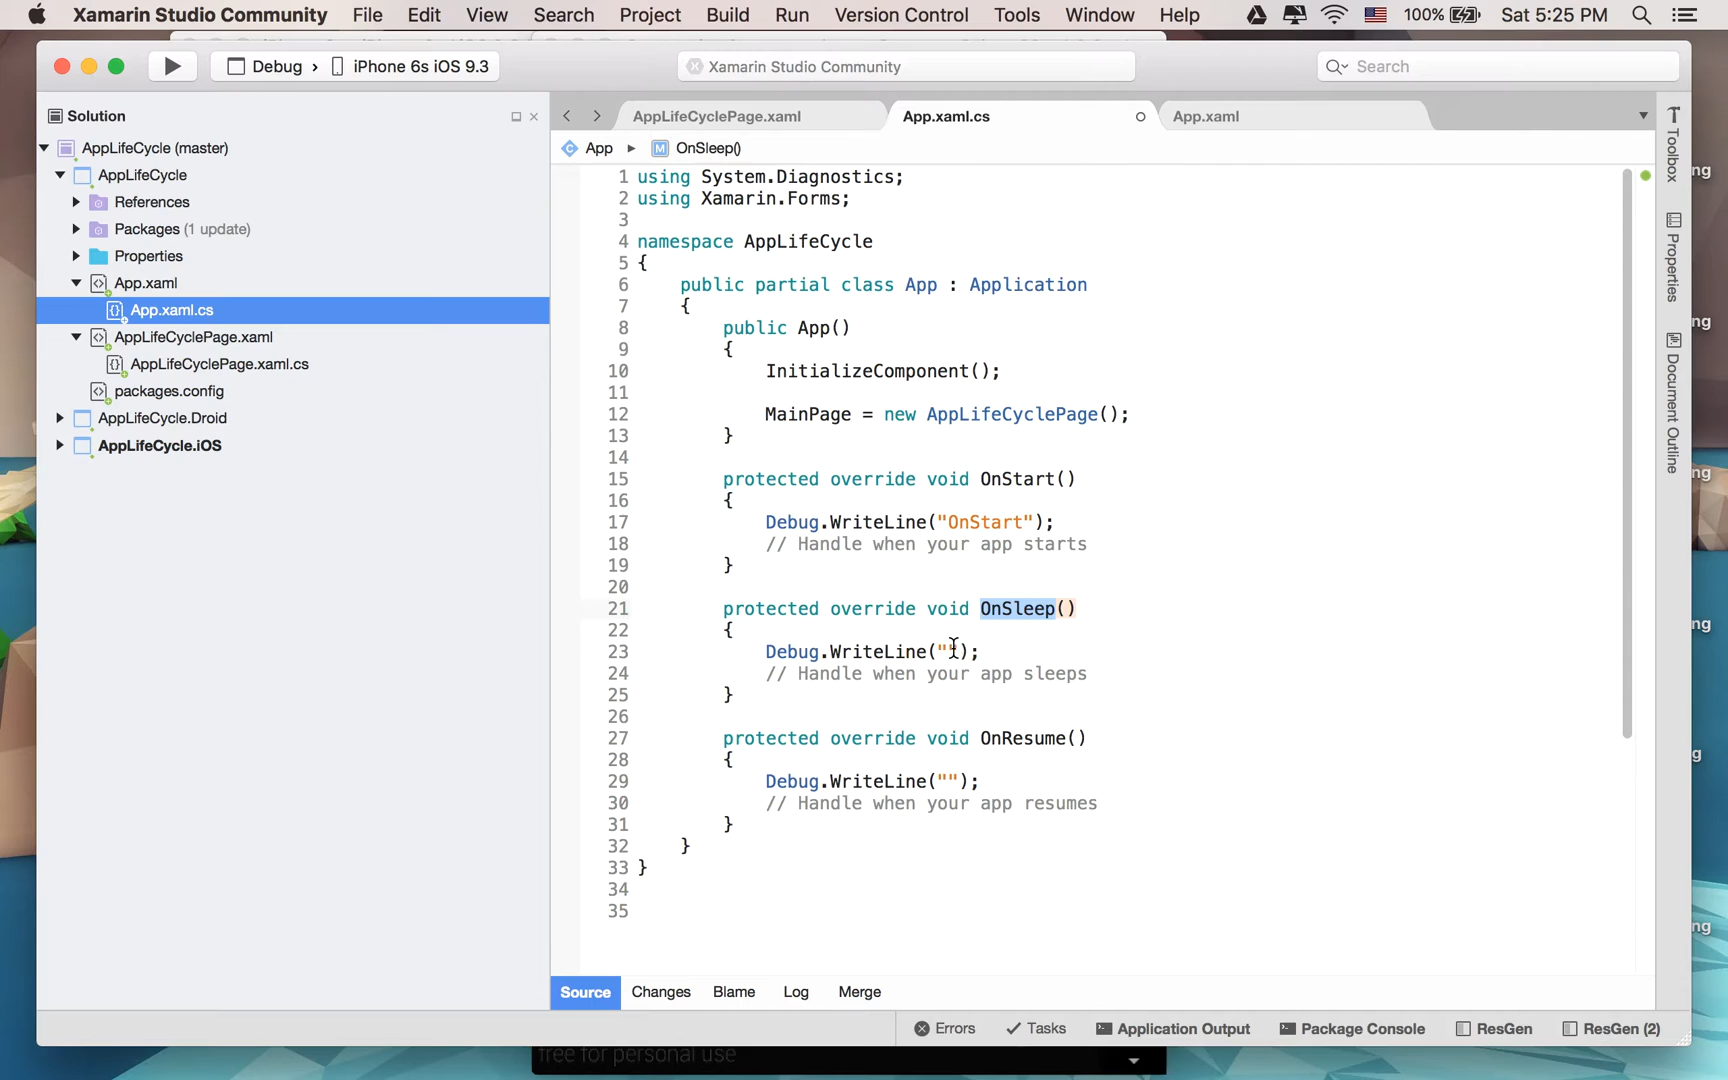 Xamarin Studio Community File Edit View Search Project Build Run Version Control Tools Window Help 100% Sat 5:25 PM
Debug › iPhone 6s iOS 9.3
Xamarin Studio Community
Search
Solution
AppLifeCycle (master)
AppLifeCycle
References
Packages (1 update)
Properties
App.xaml
App.xaml.cs
AppLifeCyclePage.xaml
AppLifeCyclePage.xaml.cs
packages.config
AppLifeCycle.Droid
AppLifeCycle.iOS
AppLifeCyclePage.xaml App.xaml.cs App.xaml
App ▸ M OnSleep()
1 using System.Diagnostics;
2 using Xamarin.Forms;
3
4 namespace AppLifeCycle
5 {
6 public partial class App : Application
7 {
8 public App()
9 {
10 InitializeComponent();
11
12 MainPage = new AppLifeCyclePage();
13 }
14
15 protected override void OnStart()
16 {
17 Debug.WriteLine("OnStart");
18 // Handle when your app starts
19 }
20
21 protected override void OnSleep()
22 {
23 Debug.WriteLine("");
24 // Handle when your app sleeps
25 }
26
27 protected override void OnResume()
28 {
29 Debug.WriteLine("");
30 // Handle when your app resumes
31 }
32 }
33 }
34
35
Source Changes Blame Log Merge
Errors Tasks Application Output Package Console ResGen ResGen (2)
Toolbox
Properties
Document Outline
ng
ng
ng
ng
ng
ng
free for personal use